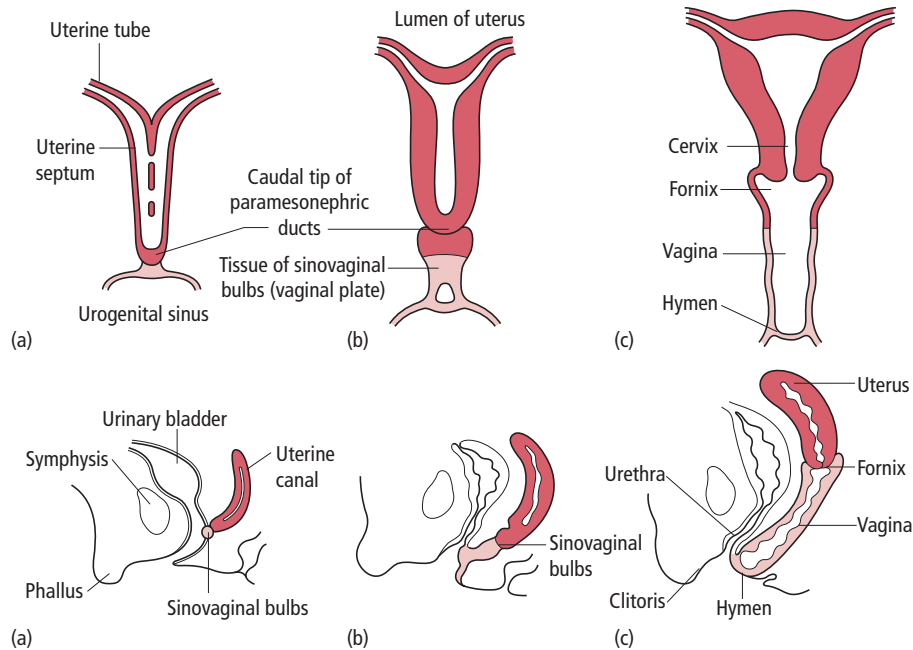 Uterine tube
Uterine
septum
Urogenital sinus
(a)
Lumen of uterus
Caudal tip of
paramesonephric
ducts
Tissue of sinovaginal
bulbs (vaginal plate)
(b)
Cervix
Fornix
Vagina
Hymen
(c)
Urinary bladder
Symphysis
Uterine
canal
Phallus
Sinovaginal bulbs
(a)
Sinovaginal
bulbs
(b)
Uterus
Urethra
Fornix
Vagina
Clitoris
Hymen
(c)